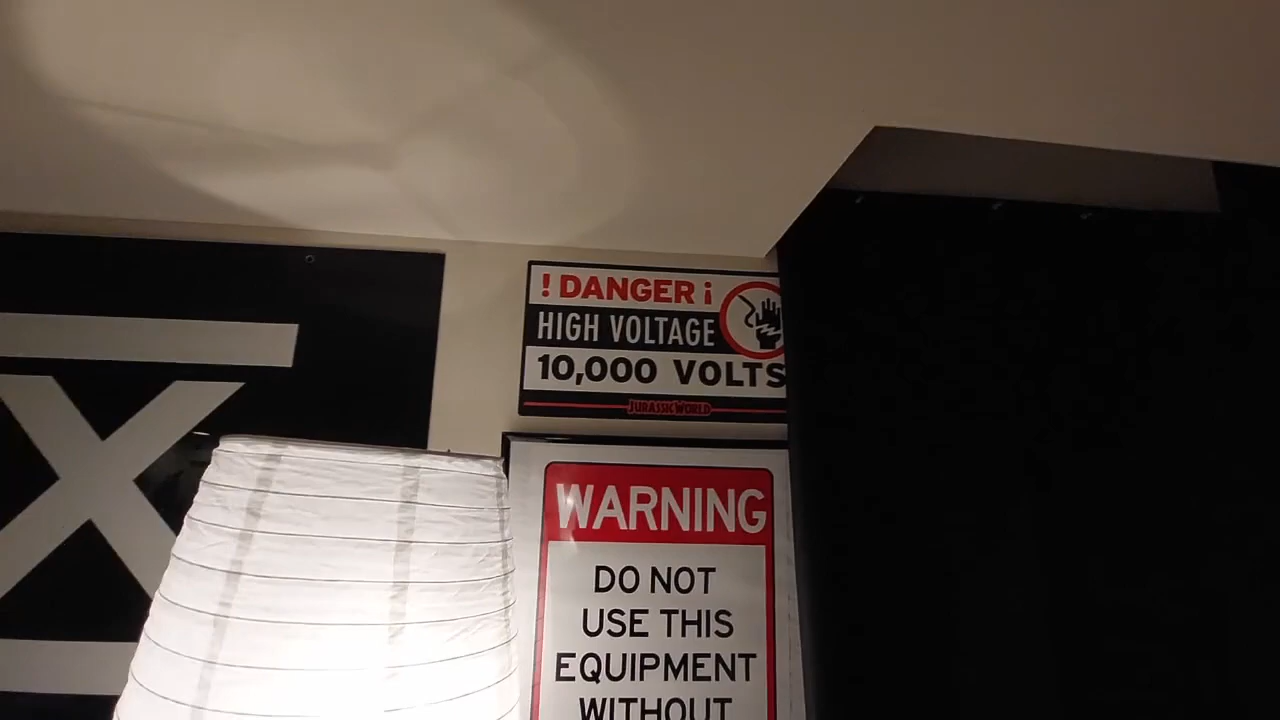 ! DANGER ¡
HIGH VOLTAGE
10,000 VOLTS
JURASSIC WORLD
X
WARNING
DO NOT
USE THIS
EQUIPMENT
WITHOUT